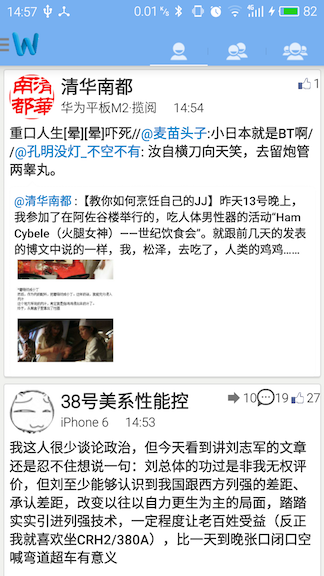 14:57
0.01 K/s
82
W
清华南都
1
华为平板M2·揽阅 14:54
重口人生[晕][晕]吓死//@麦苗头子:小日本就是BT啊/
/@孔明没灯_不空不有: 汝自横刀向天笑，去留炮管
两睾丸。
@清华南都：【教你如何烹饪自己的JJ】昨天13号晚上，
我参加了在阿佐谷楼举行的，吃人体男性器的活动“Ham
Cybele（火腿女神）——世纪饮食会”。就跟前几天的发表
的博文中说的一样，我，松泽，去吃了，人类的鸡鸡……
38号美系性能控
10 19 27
iPhone 6 14:53
我这人很少谈论政治，但今天看到讲刘志军的文章
还是忍不住想说一句：刘总体的功过是非我无权评
价，但刘至少能够认识到我国跟西方列强的差距、
承认差距，改变以往以自力更生为主的局面，踏踏
实实引进列强技术，一定程度让老百姓受益（反正
我就喜欢坐CRH2/380A），比一天到晚张口闭口空
喊弯道超车有意义